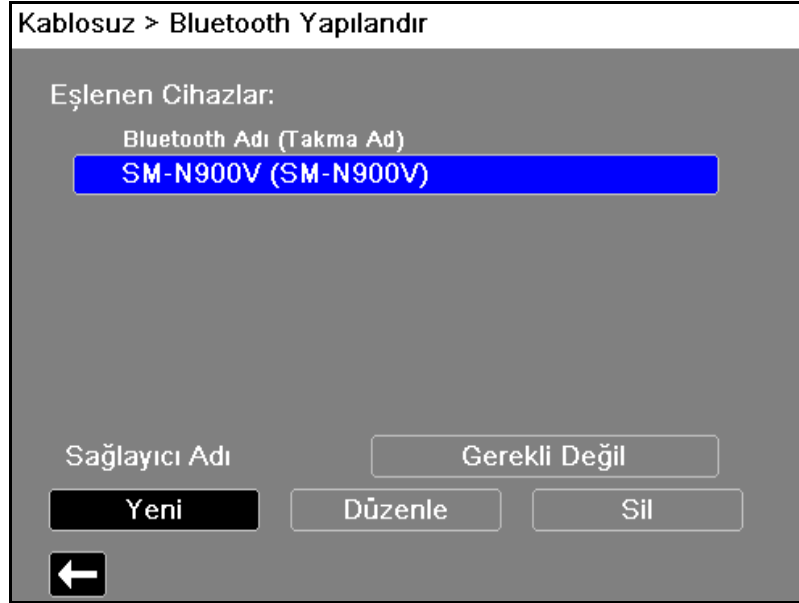 Kablosuz > Bluetooth Yapılandır
Eşlenen Cihazlar:
Bluetooth Adı (Takma Ad)
SM-N900V (SM-N900V)
Sağlayıcı Adı Gerekli Değil
Yeni Düzenle Sil